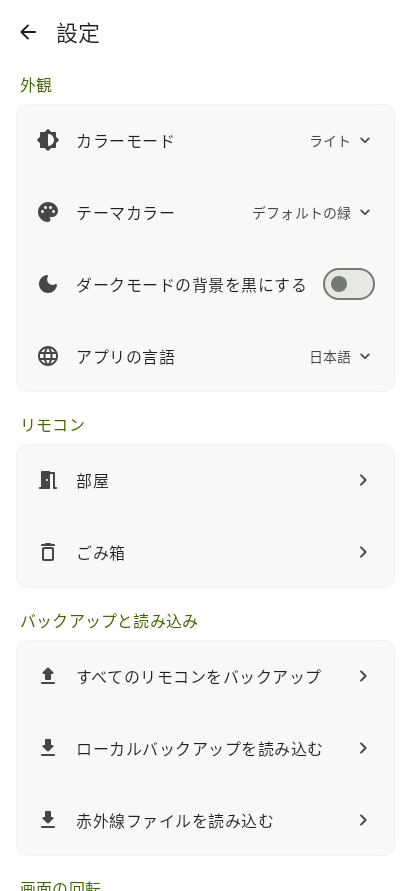 設定
外観
カラーモード ライト
テーマカラー デフォルトの緑
ダークモードの背景を黒にする
アプリの言語 日本語
リモコン
部屋
ごみ箱
バックアップと読み込み
すべてのリモコンをバックアップ
ローカルバックアップを読み込む
赤外線ファイルを読み込む
画面の回転